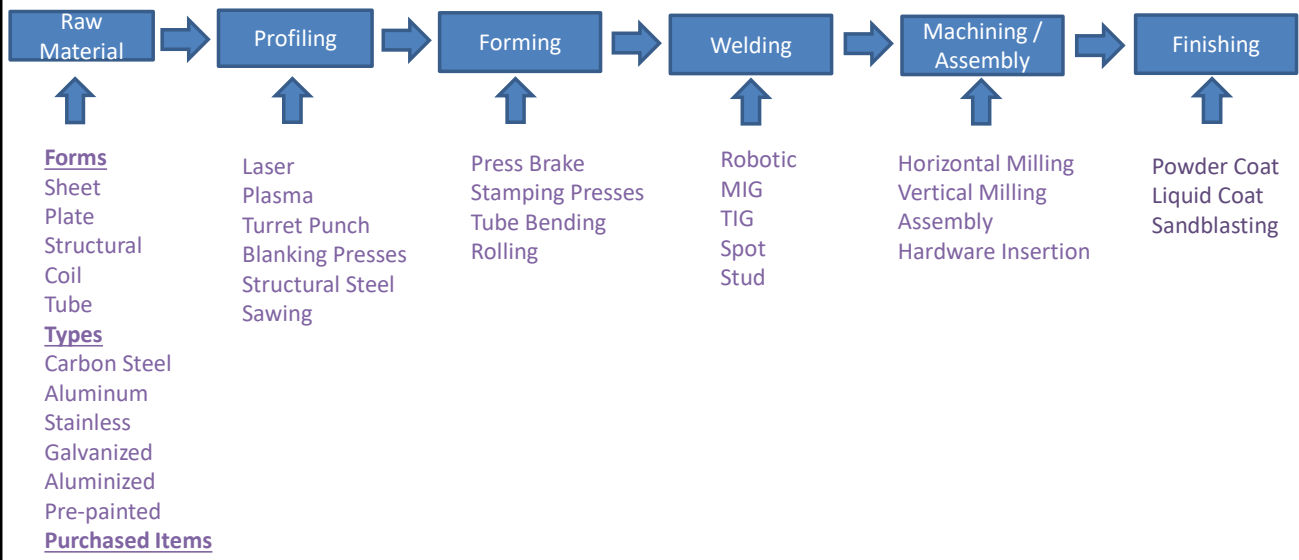 Raw
Material
Profiling
Forming
Welding
Machining /
Assembly
Finishing
Forms
Sheet
Plate
Structural
Coil
Tube
Types
Carbon Steel
Aluminum
Stainless
Galvanized
Aluminized
Pre-painted
Purchased Items
Laser
Plasma
Turret Punch
Blanking Presses
Structural Steel
Sawing
Press Brake
Stamping Presses
Tube Bending
Rolling
Robotic
MIG
TIG
Spot
Stud
Horizontal Milling
Vertical Milling
Assembly
Hardware Insertion
Powder Coat
Liquid Coat
Sandblasting